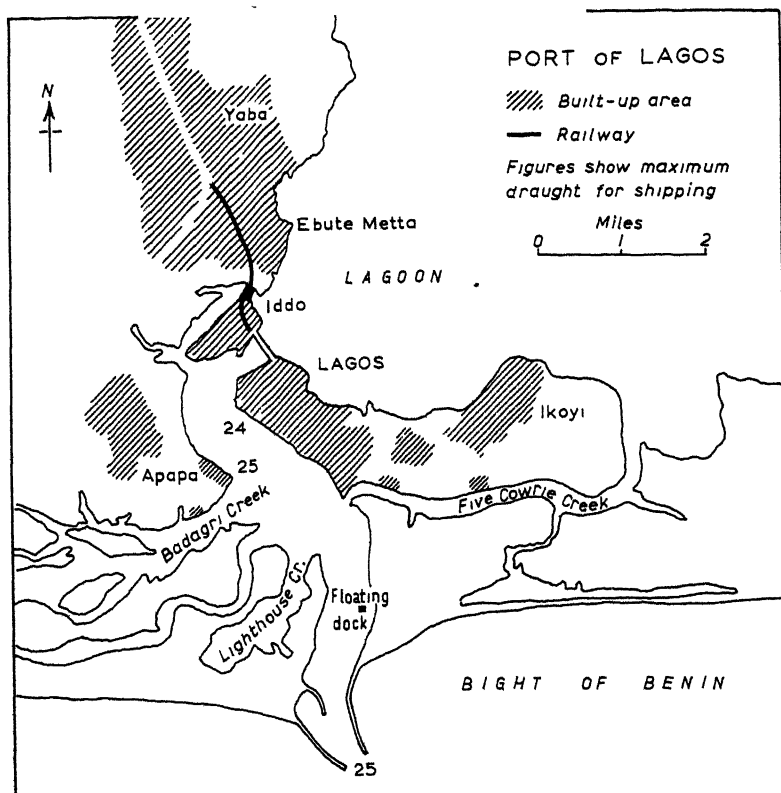 PORT OF LAGOS
Built-up area
Railway
Figures show maximum
draught for shipping
Miles
0 1 2
N
Yaba
Ebute Metta
LAGOON
Iddo
LAGOS
Ikoyi
24
25
Apapa
Badagri Creek
Five Cowrie Creek
Lighthouse Cr.
Floating
dock
BIGHT OF BENIN
25